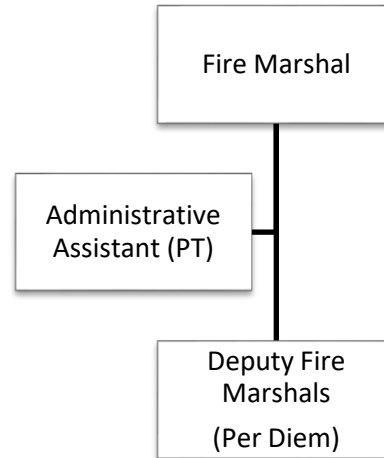 Fire Marshal
Administrative
Assistant (PT)
Deputy Fire
Marshals
(Per Diem)